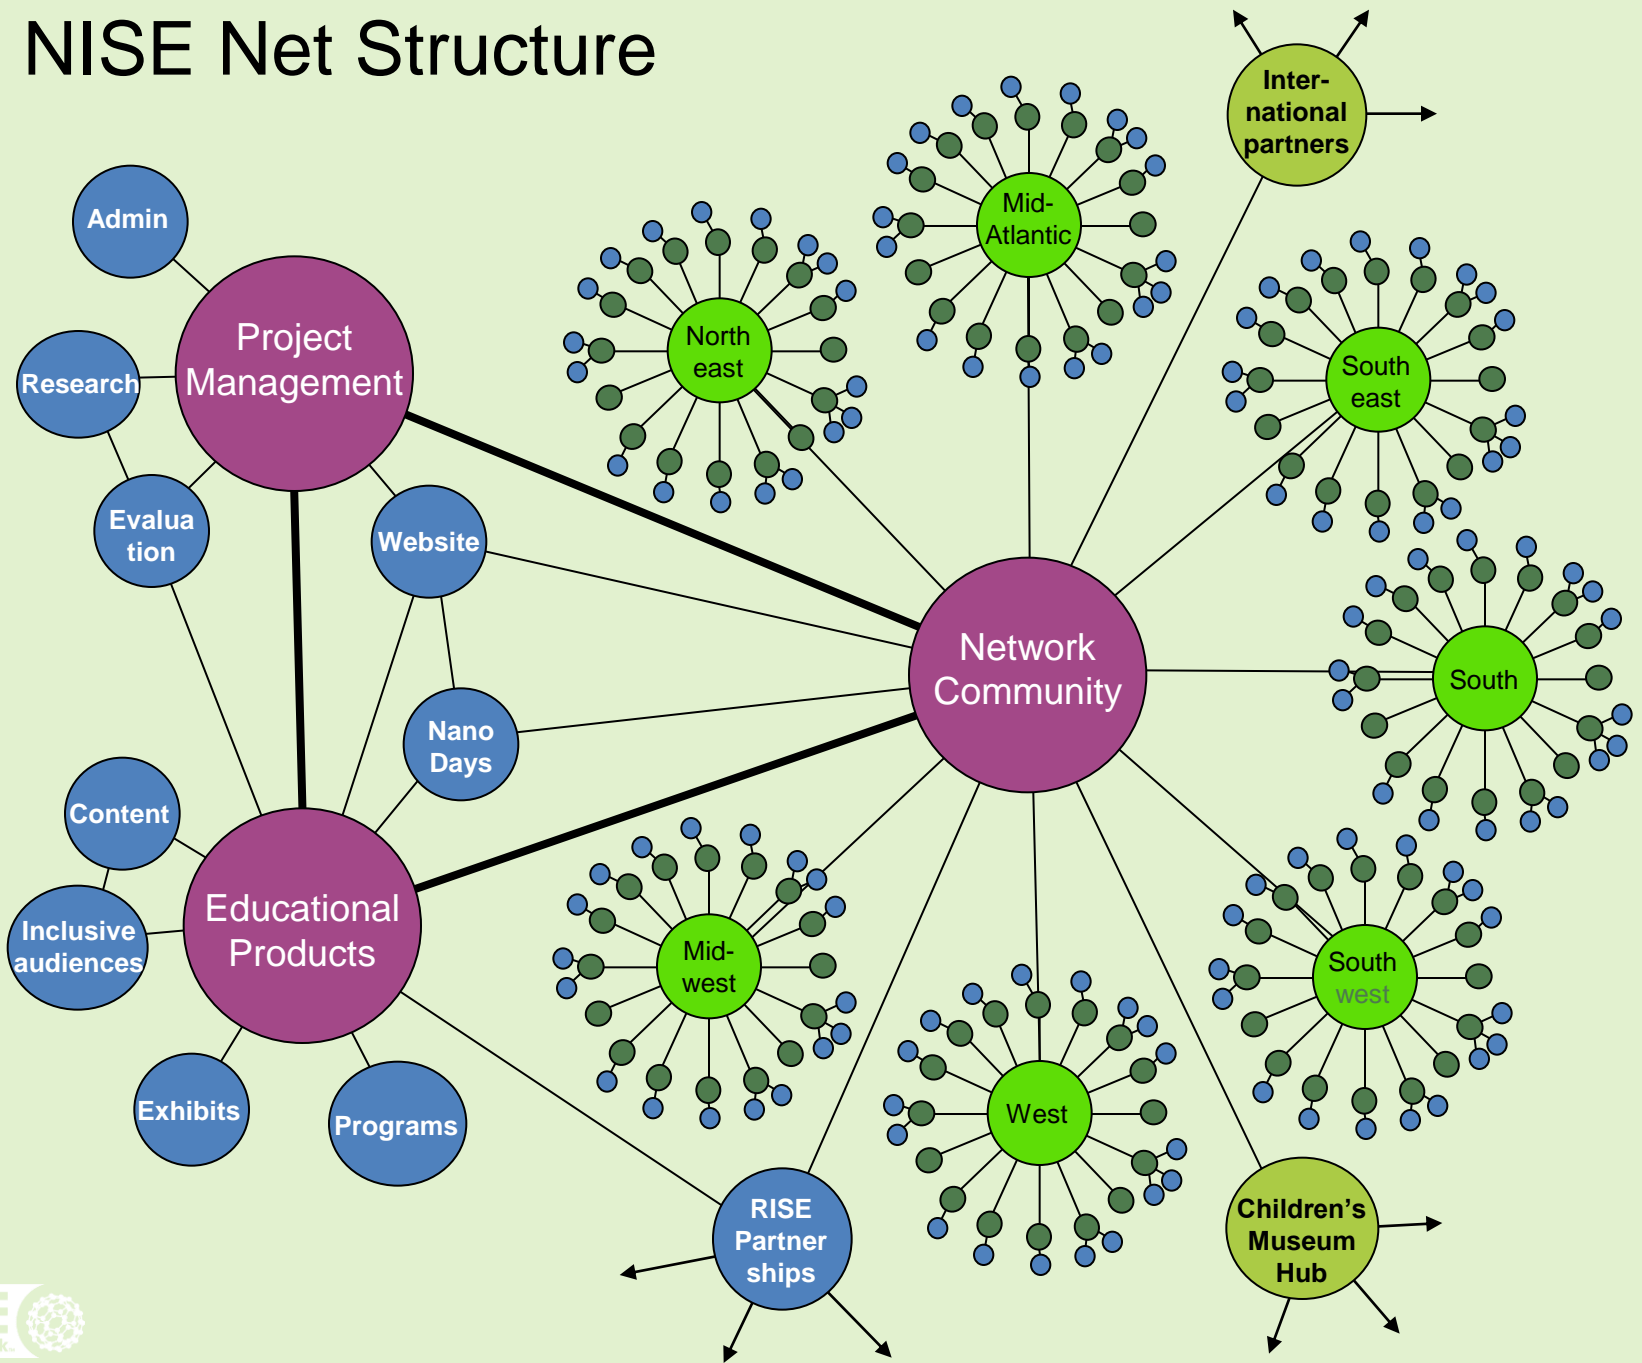 NISE Net Structure
Inter-
national
partners
Admin
Mid-
Atlantic
Project
Management
North
east
South
east
Research
Evalua
tion
Website
Network
Community
South
Nano
Days
Content
Educational
Products
Inclusive
audiences
Mid-
west
South
west
Exhibits
Programs
West
RISE
Partner
ships
Children's
Museum
Hub